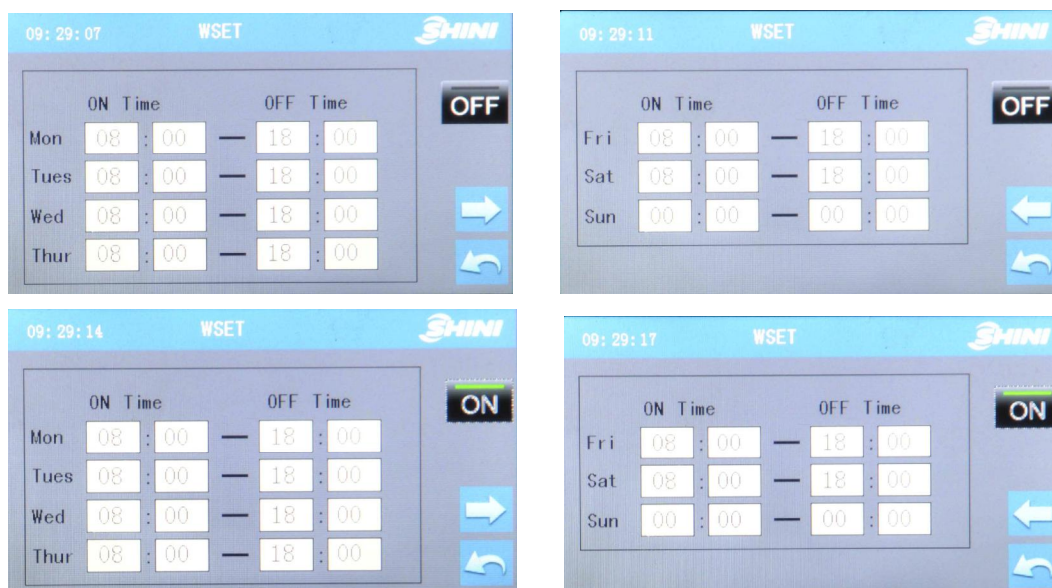 09:29:07 WSET SHINI
ON Time OFF Time OFF
Mon 08 : 00 — 18 : 00
Tues 08 : 00 — 18 : 00
Wed 08 : 00 — 18 : 00
Thur 08 : 00 — 18 : 00
09:29:11 WSET SHINI
ON Time OFF Time OFF
Fri 08 : 00 — 18 : 00
Sat 08 : 00 — 18 : 00
Sun 00 : 00 — 00 : 00
09:29:14 WSET SHINI
ON Time OFF Time ON
Mon 08 : 00 — 18 : 00
Tues 08 : 00 — 18 : 00
Wed 08 : 00 — 18 : 00
Thur 08 : 00 — 18 : 00
09:29:17 WSET SHINI
ON Time OFF Time ON
Fri 08 : 00 — 18 : 00
Sat 08 : 00 — 18 : 00
Sun 00 : 00 — 00 : 00